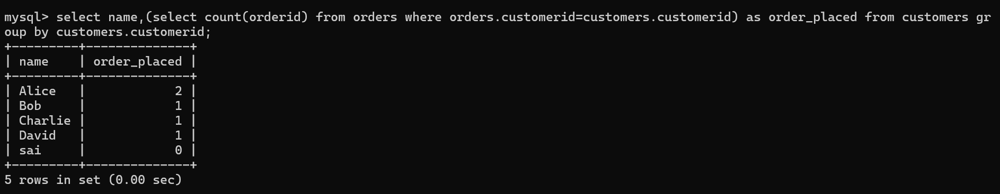 mysql> select name,(select count(orderid) from orders where orders.customerid=customers.customerid) as order_placed from customers gr
oup by customers.customerid;
+---------+--------------+
| name    | order_placed |
+---------+--------------+
| Alice   |            2 |
| Bob     |            1 |
| Charlie |            1 |
| David   |            1 |
| sai     |            0 |
+---------+--------------+
5 rows in set (0.00 sec)